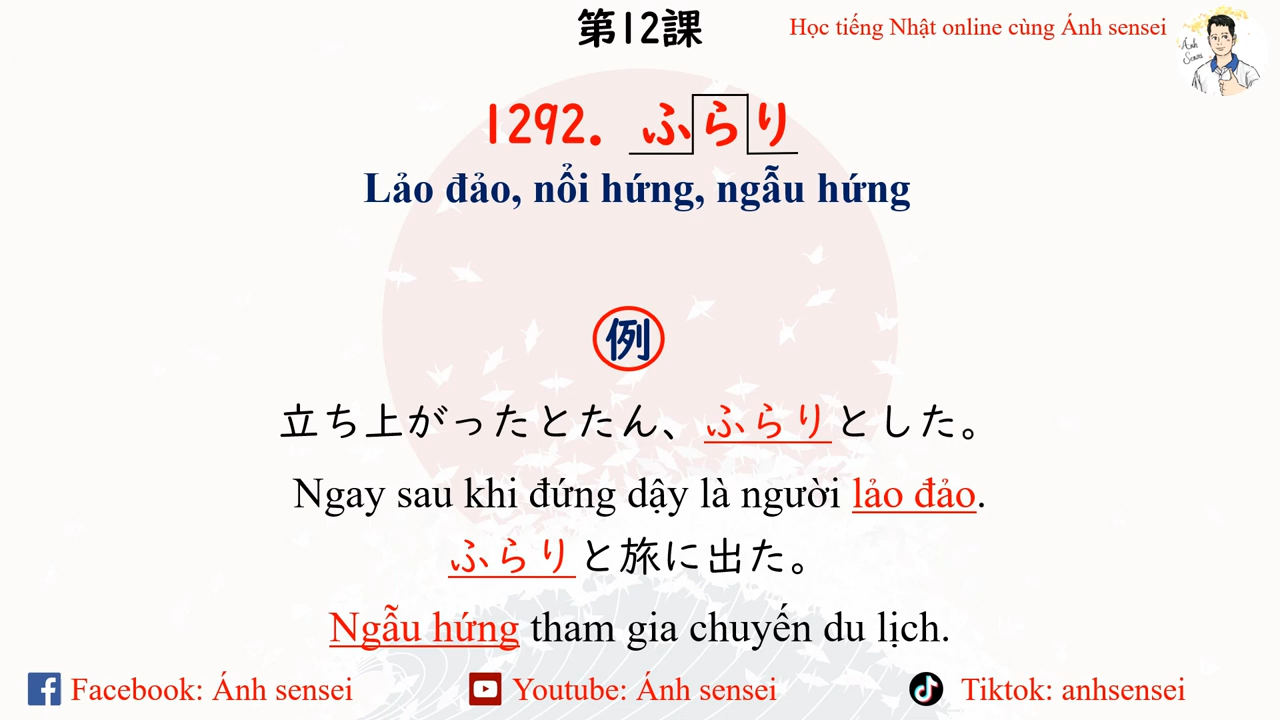 第12課
Học tiếng Nhật online cùng Ánh sensei
Ánh
Sensei
1292. ふらり
Lảo đảo, nổi hứng, ngẫu hứng
例
立ち上がったとたん、ふらりとした。
Ngay sau khi đứng dậy là người lảo đảo.
ふらりと旅に出た。
Ngẫu hứng tham gia chuyến du lịch.
Facebook: Ánh sensei
Youtube: Ánh sensei
Tiktok: anhsensei